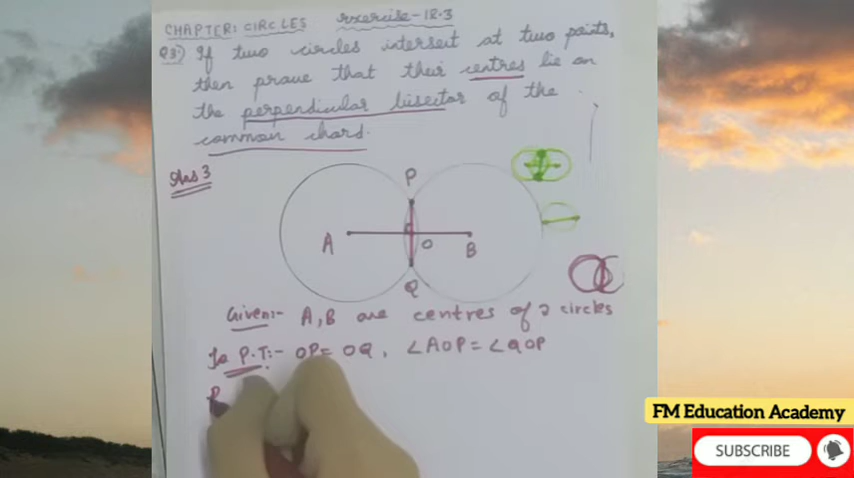 CHAPTER: CIRCLES Exercise-12.3
Q3:) If two circles intersect at two points,
then prove that their centres lie on
the perpendicular bisector of the
common chord.
Ans 3
P
A
O
B
Q
Given:- A,B are centres of 2 circles
To P.T:- OP= OQ, ∠AOP = ∠QOP
P
FM Education Academy
SUBSCRIBE